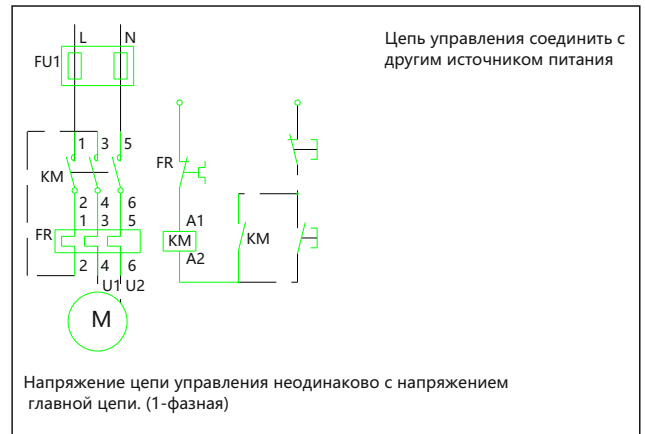 L N
FU1
Цепь управления соединить с
другим источником питания
1 3 5
KM
2 4 6
FR
1 3 5
2 4 6
U1 U2
M
FR
A1
KM
A2
KM
Напряжение цепи управления неодинаково с напряжением
главной цепи. (1-фазная)